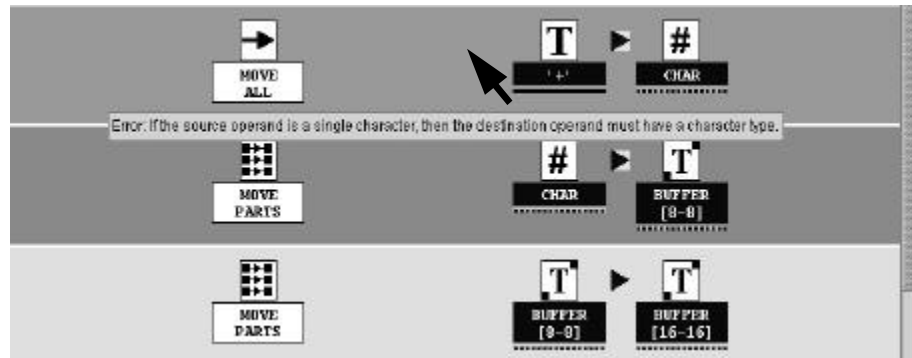 T #
MOVE ALL
'+'
CHAR
Error: If the source operand is a single character, then the destination operand must have a character type.
# T
MOVE PARTS
CHAR
BUFFER [8-8]
T T
MOVE PARTS
BUFFER [8-8]
BUFFER [16-16]